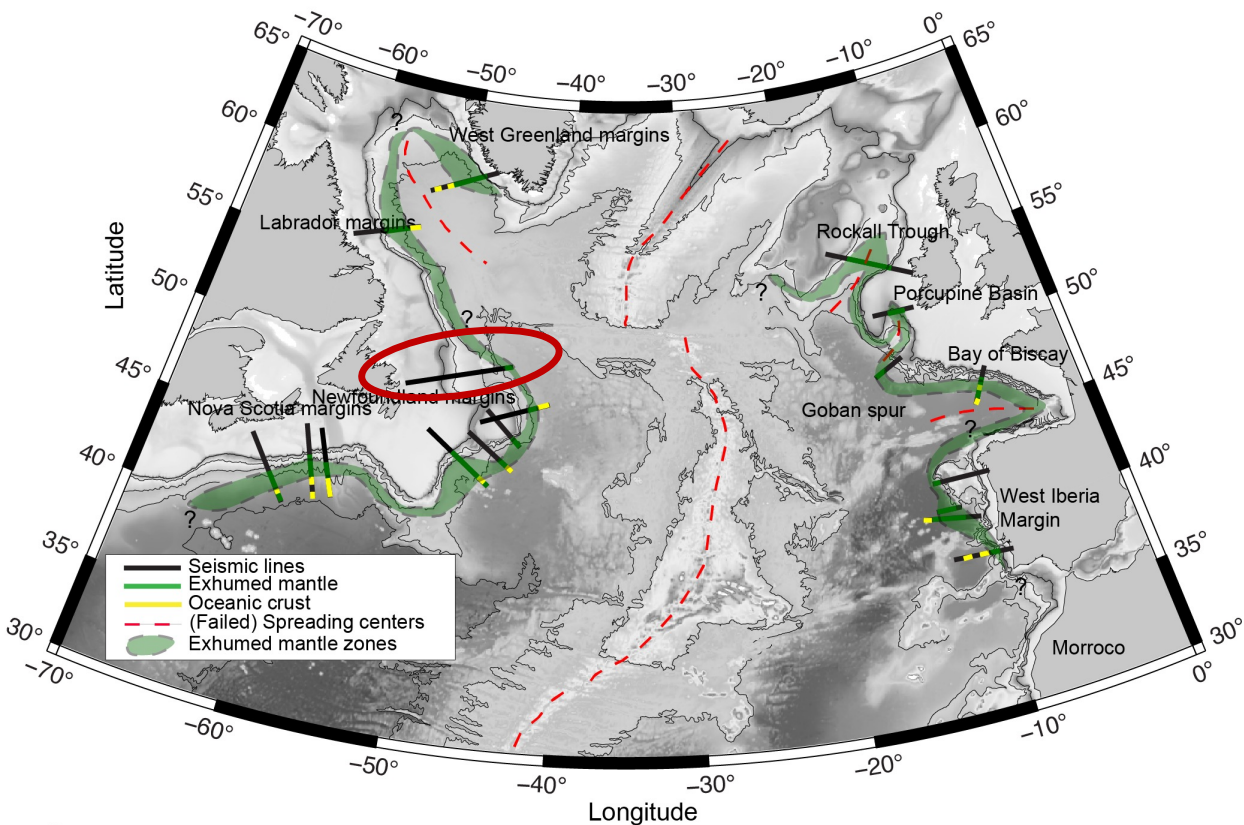 −70°
−60°
−50°
−40°
−30°
−20°
−10°
0°
65°
65°
60°
60°
55°
55°
50°
50°
45°
45°
40°
40°
35°
35°
30°
30°
Latitude
?
West Greenland margins
Labrador margins
Rockall Trough
?
Porcupine Basin
?
Bay of Biscay
Newfoundland margins
Nova Scotia margins
Goban spur
?
West Iberia
Margin
?
?
Morroco
Seismic lines
Exhumed mantle
Oceanic crust
(Failed) Spreading centers
Exhumed mantle zones
−70°
−60°
−50°
−40°
−30°
−20°
−10°
0°
Longitude